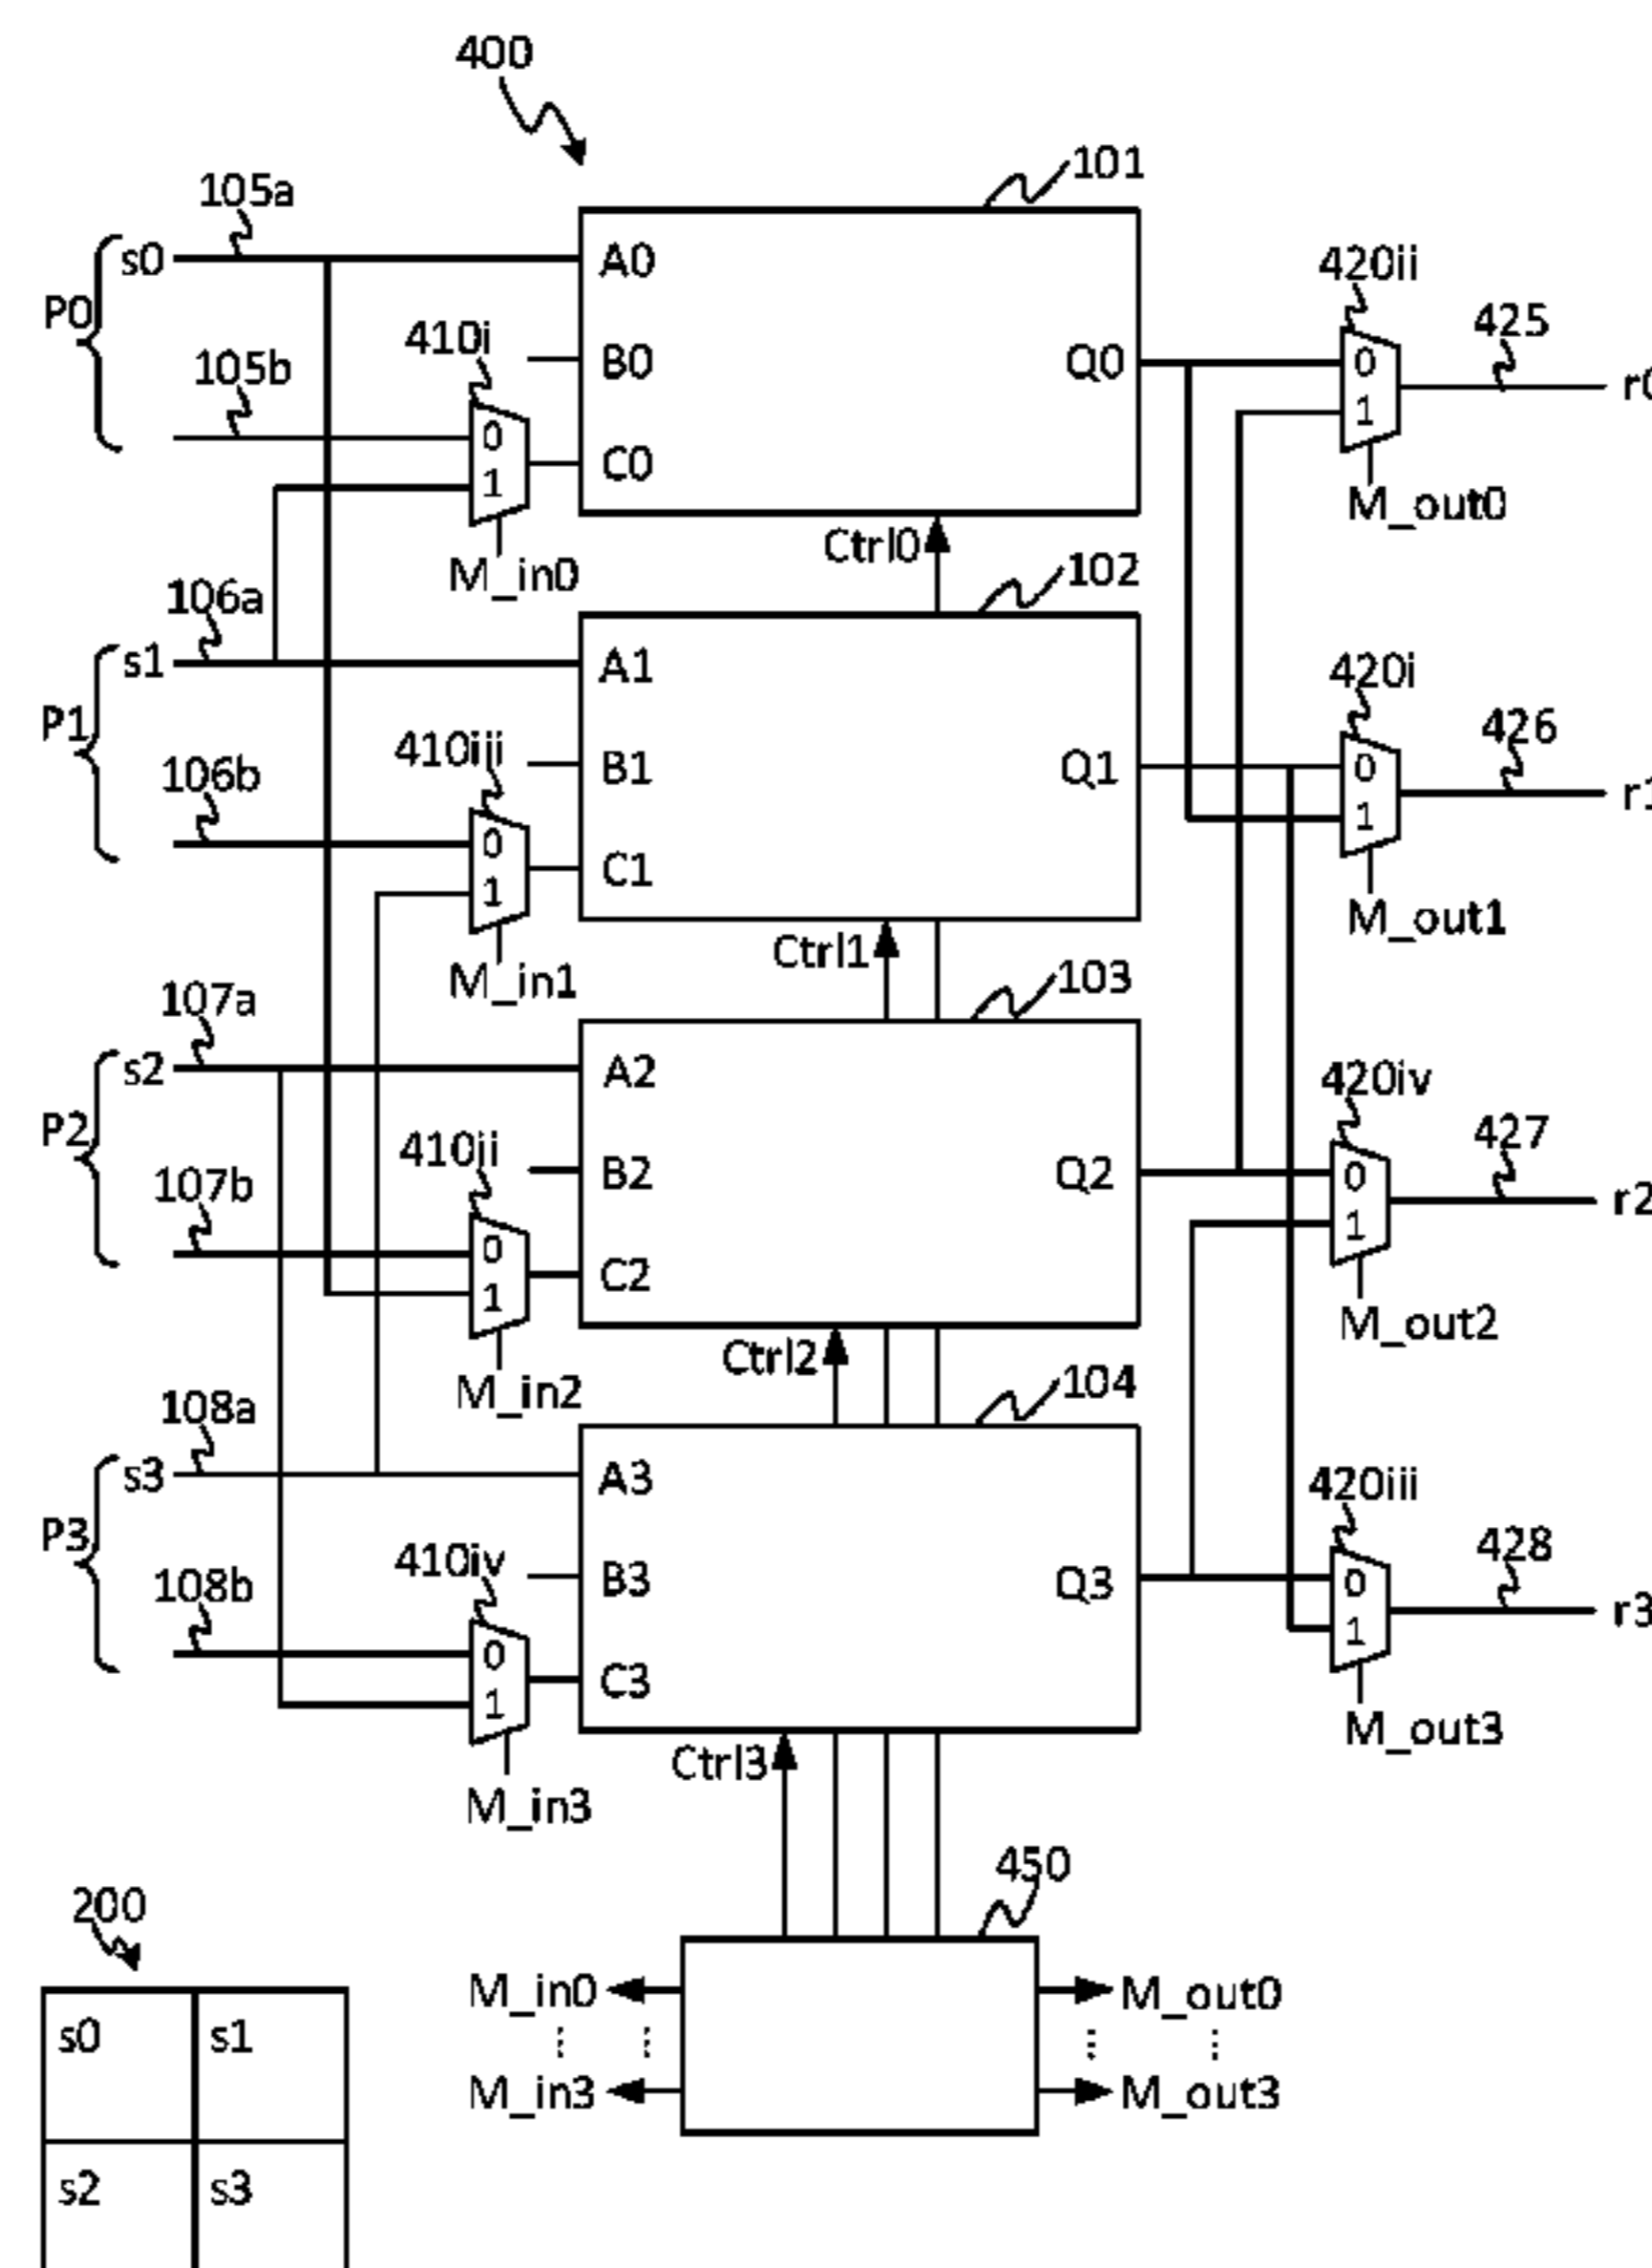 400
101
105a
s0
A0
420ii
P0
410i
425
105b
B0
Q0
0
r0
0
1
C0
1
M_out0
Ctrl0
M_in0
102
106a
s1
A1
420i
P1
410iii
426
106b
B1
Q1
0
r1
0
1
C1
1
M_out1
Ctrl1
M_in1
103
107a
s2
A2
420iv
P2
410ii
427
107b
B2
Q2
0
r2
0
1
C2
1
M_out2
Ctrl2
M_in2
104
108a
s3
A3
420iii
P3
410iv
428
108b
B3
Q3
0
r3
0
1
C3
1
M_out3
Ctrl3
M_in3
450
200
M_in0
M_out0
s0 s1
M_in3
M_out3
s2 s3